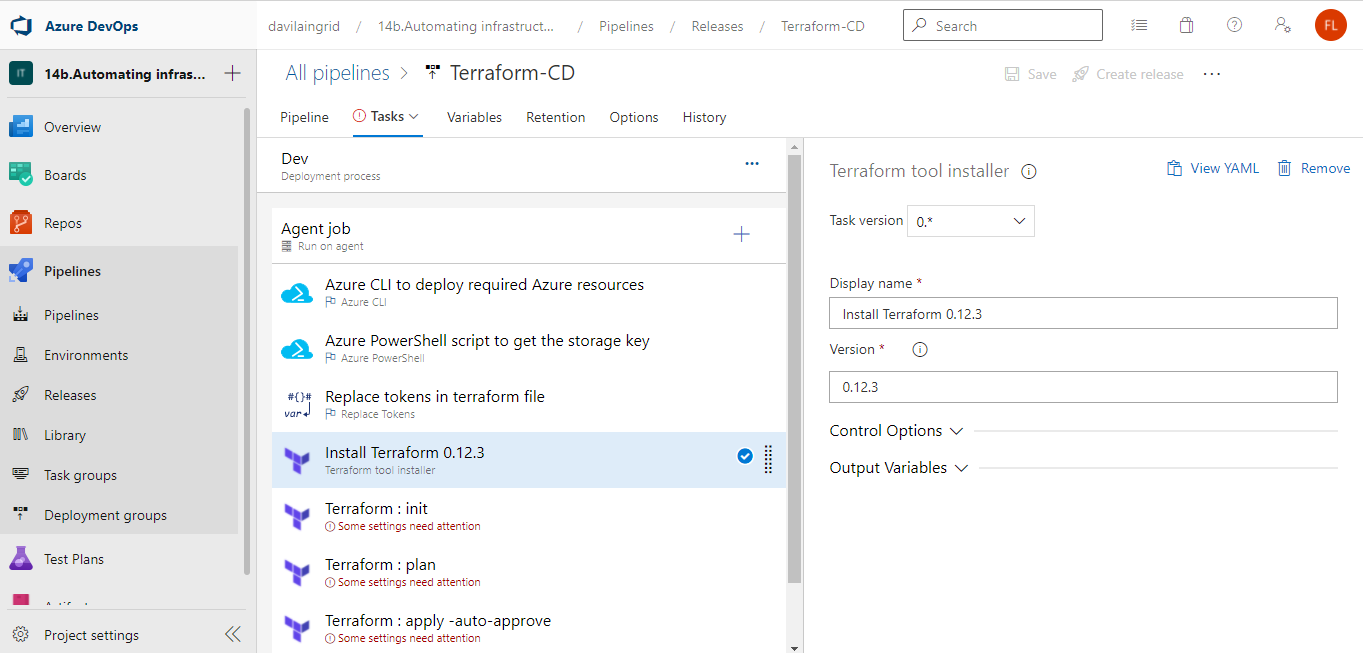 Azure DevOps
davilaingrid / 14b.Automating infrastruct... / Pipelines / Releases / Terraform-CD
Search
FL
IT
14b.Automating infras...
Overview
Boards
Repos
Pipelines
Pipelines
Environments
Releases
Library
Task groups
Deployment groups
Test Plans
Project settings
All pipelines > Terraform-CD
Save
Create release
...
Pipeline
Tasks
Variables
Retention
Options
History
Dev
Deployment process
...
Agent job
Run on agent
Azure CLI to deploy required Azure resources
Azure CLI
Azure PowerShell script to get the storage key
Azure PowerShell
#{}#
var
Replace tokens in terraform file
Replace Tokens
Install Terraform 0.12.3
Terraform tool installer
Terraform : init
Some settings need attention
Terraform : plan
Some settings need attention
Terraform : apply -auto-approve
Some settings need attention
Terraform tool installer
View YAML
Remove
Task version 0.*
Display name *
Install Terraform 0.12.3
Version *
0.12.3
Control Options
Output Variables